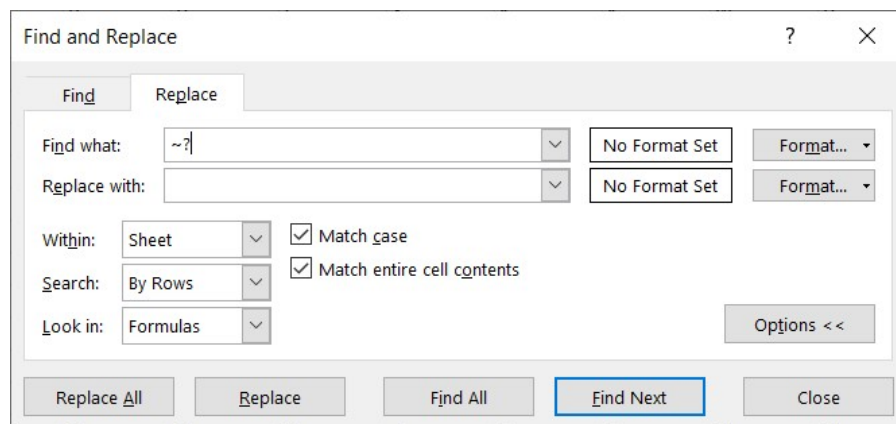 Find and Replace ?
Find Replace
Find what: ~? No Format Set Format...
Replace with: No Format Set Format...
Within: Sheet Match case
Match entire cell contents
Search: By Rows
Look in: Formulas Options <<
Replace All Replace Find All Find Next Close